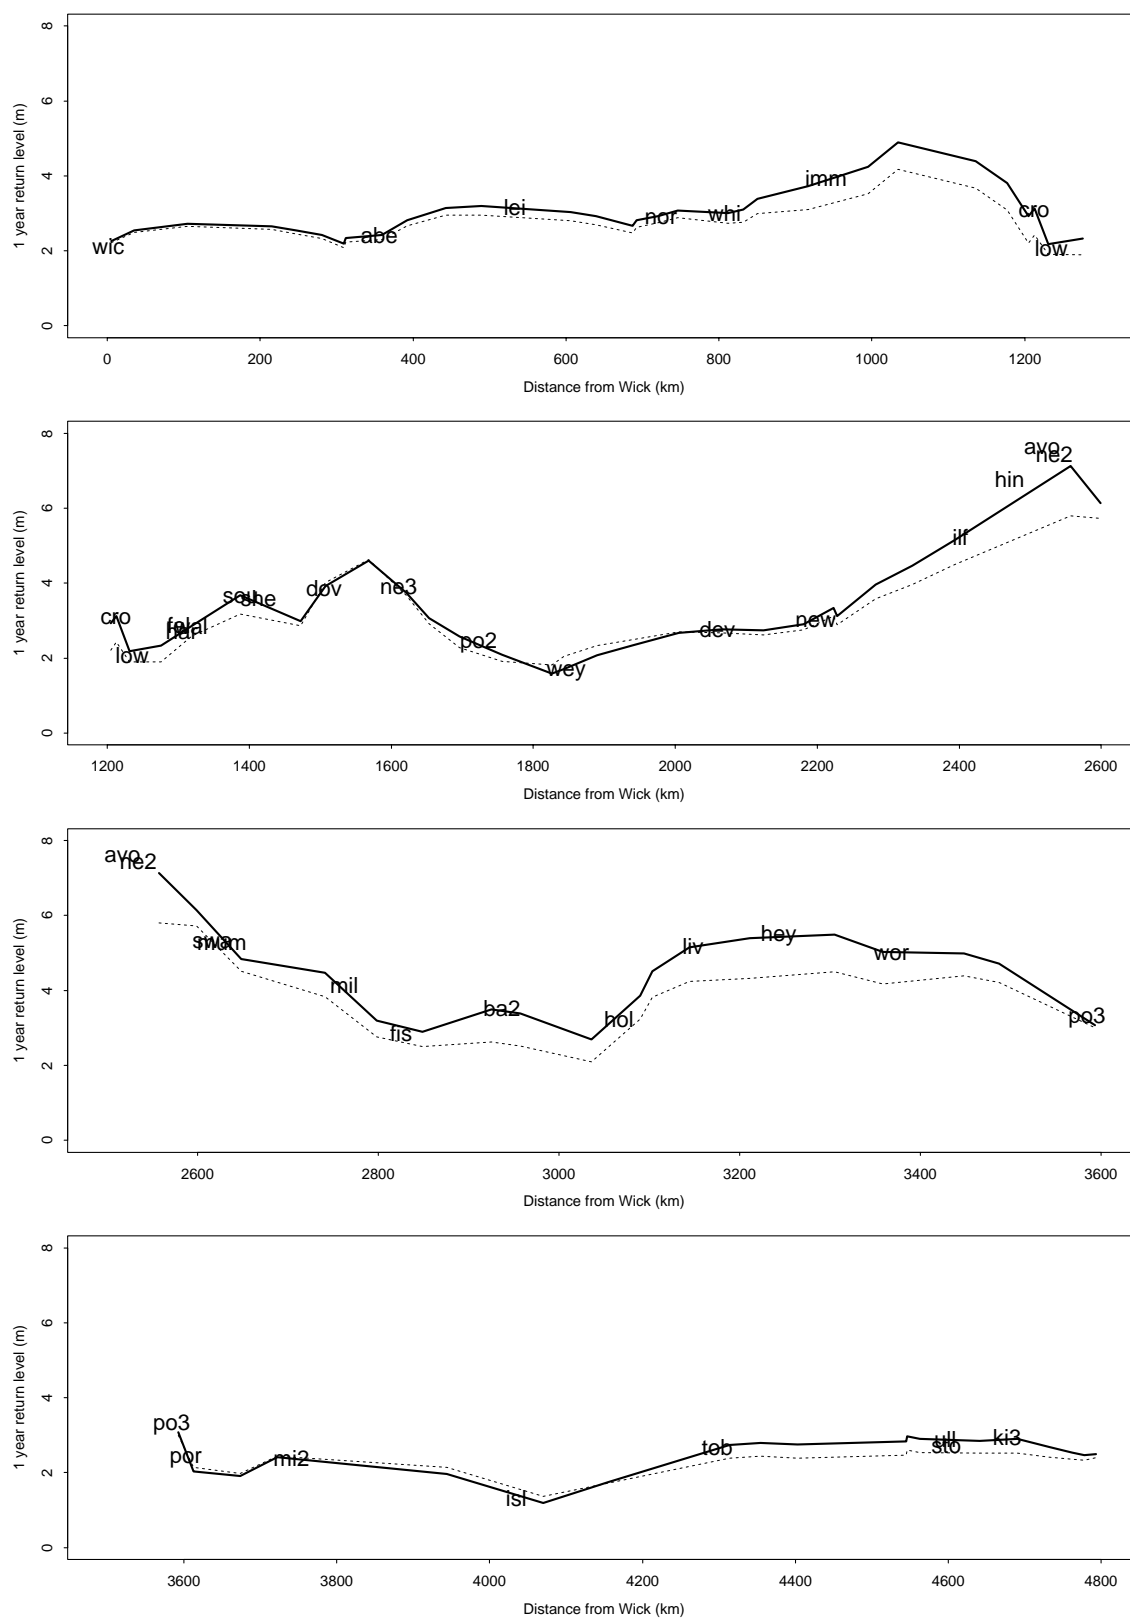 8
6
4
2
0
1 year return level (m)
wic
abe
lei
nor
whi
imm
cro
low
0 200 400 600 800 1000 1200
Distance from Wick (km)
8
6
4
2
0
1 year return level (m)
cro
low
sou
she
dov
ne3
po2
wey
dev
new
ilf
hin
avo
ne2
1200 1400 1600 1800 2000 2200 2400 2600
Distance from Wick (km)
8
6
4
2
0
1 year return level (m)
avo
ne2
swa
mum
mil
fis
ba2
hol
liv
hey
wor
po3
2600 2800 3000 3200 3400 3600
Distance from Wick (km)
8
6
4
2
0
1 year return level (m)
po3
por
mi2
isl
tob
ull
sto
ki3
3600 3800 4000 4200 4400 4600 4800
Distance from Wick (km)